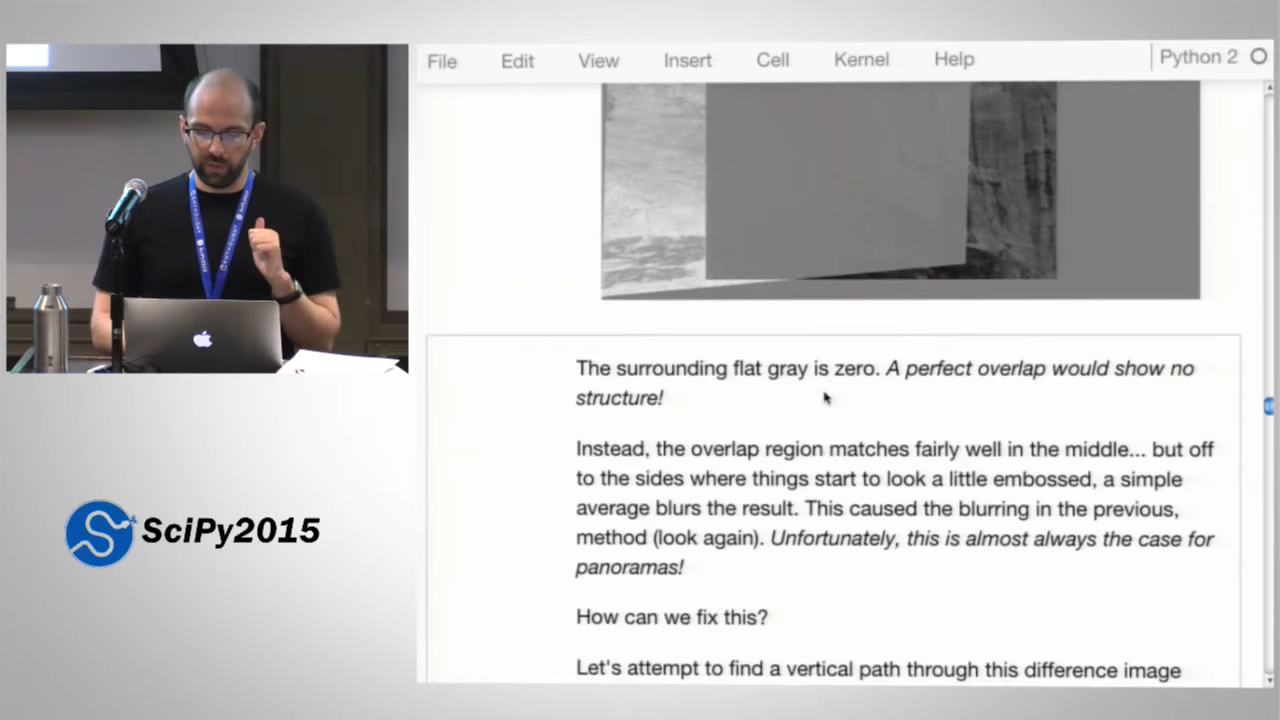 File Edit View Insert Cell Kernel Help Python 2
The surrounding flat gray is zero. A perfect overlap would show no
structure!
Instead, the overlap region matches fairly well in the middle... but off
to the sides where things start to look a little embossed, a simple
average blurs the result. This caused the blurring in the previous,
method (look again). Unfortunately, this is almost always the case for
panoramas!
How can we fix this?
Let's attempt to find a vertical path through this difference image
ENTHOUGHT
SciPy2015